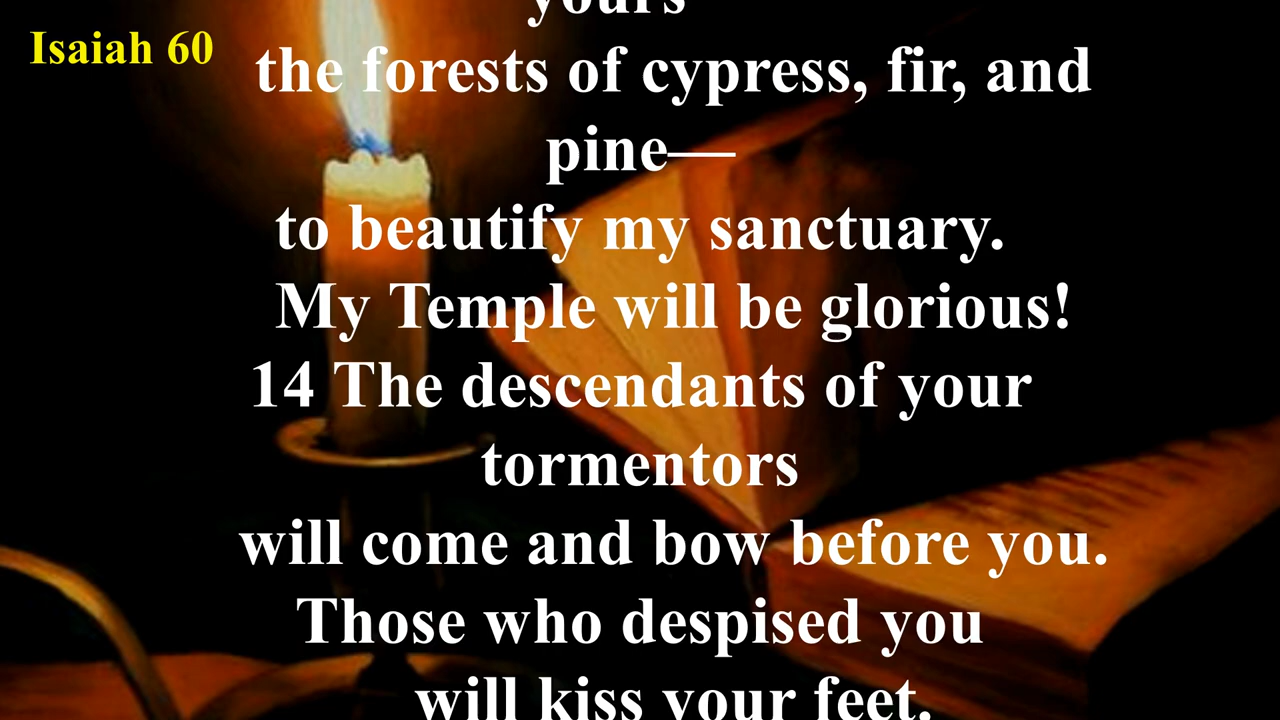 Isaiah 60
yours
the forests of cypress, fir, and
pine—
to beautify my sanctuary.
My Temple will be glorious!
14 The descendants of your
tormentors
will come and bow before you.
Those who despised you
will kiss your feet.